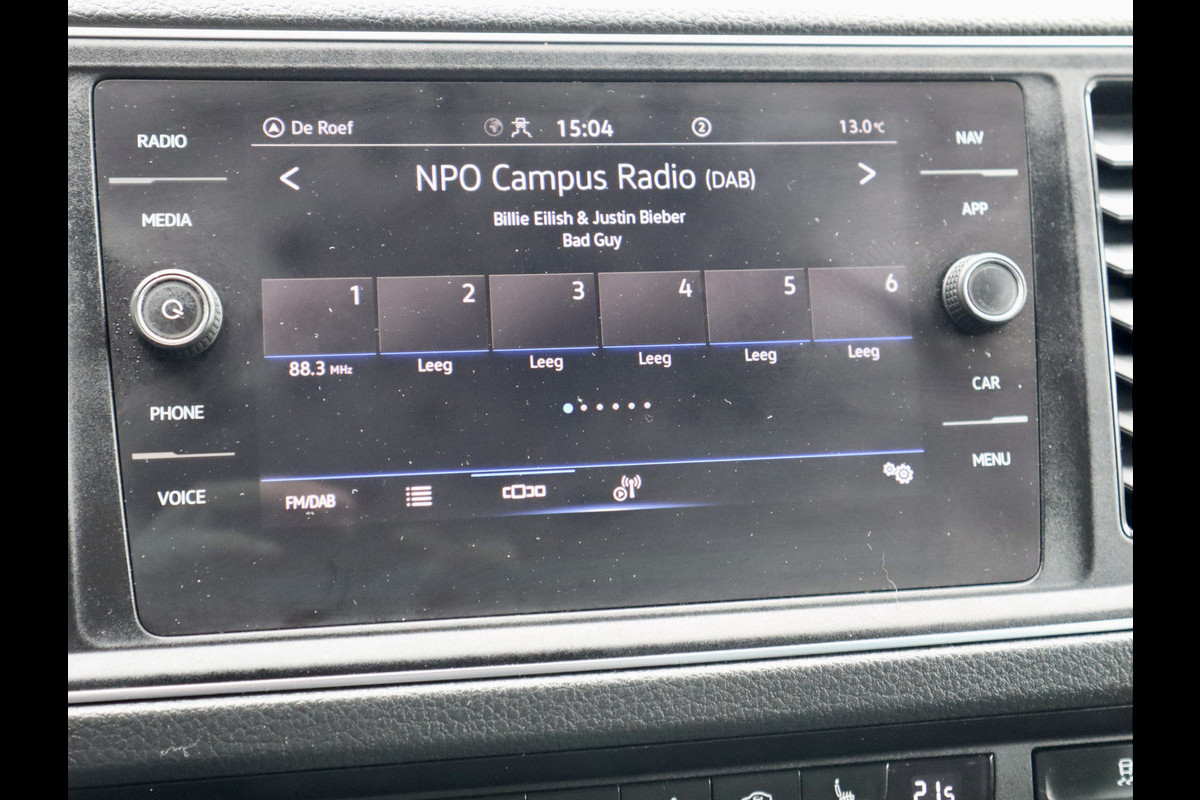 RADIO
MEDIA
PHONE
VOICE
De Roef
15:04
2
13.0°C
< NPO Campus Radio (DAB) >
Billie Eilish & Justin Bieber
Bad Guy
1 2 3 4 5 6
88.3 MHz Leeg Leeg Leeg Leeg Leeg
FM/DAB
NAV
APP
CAR
MENU